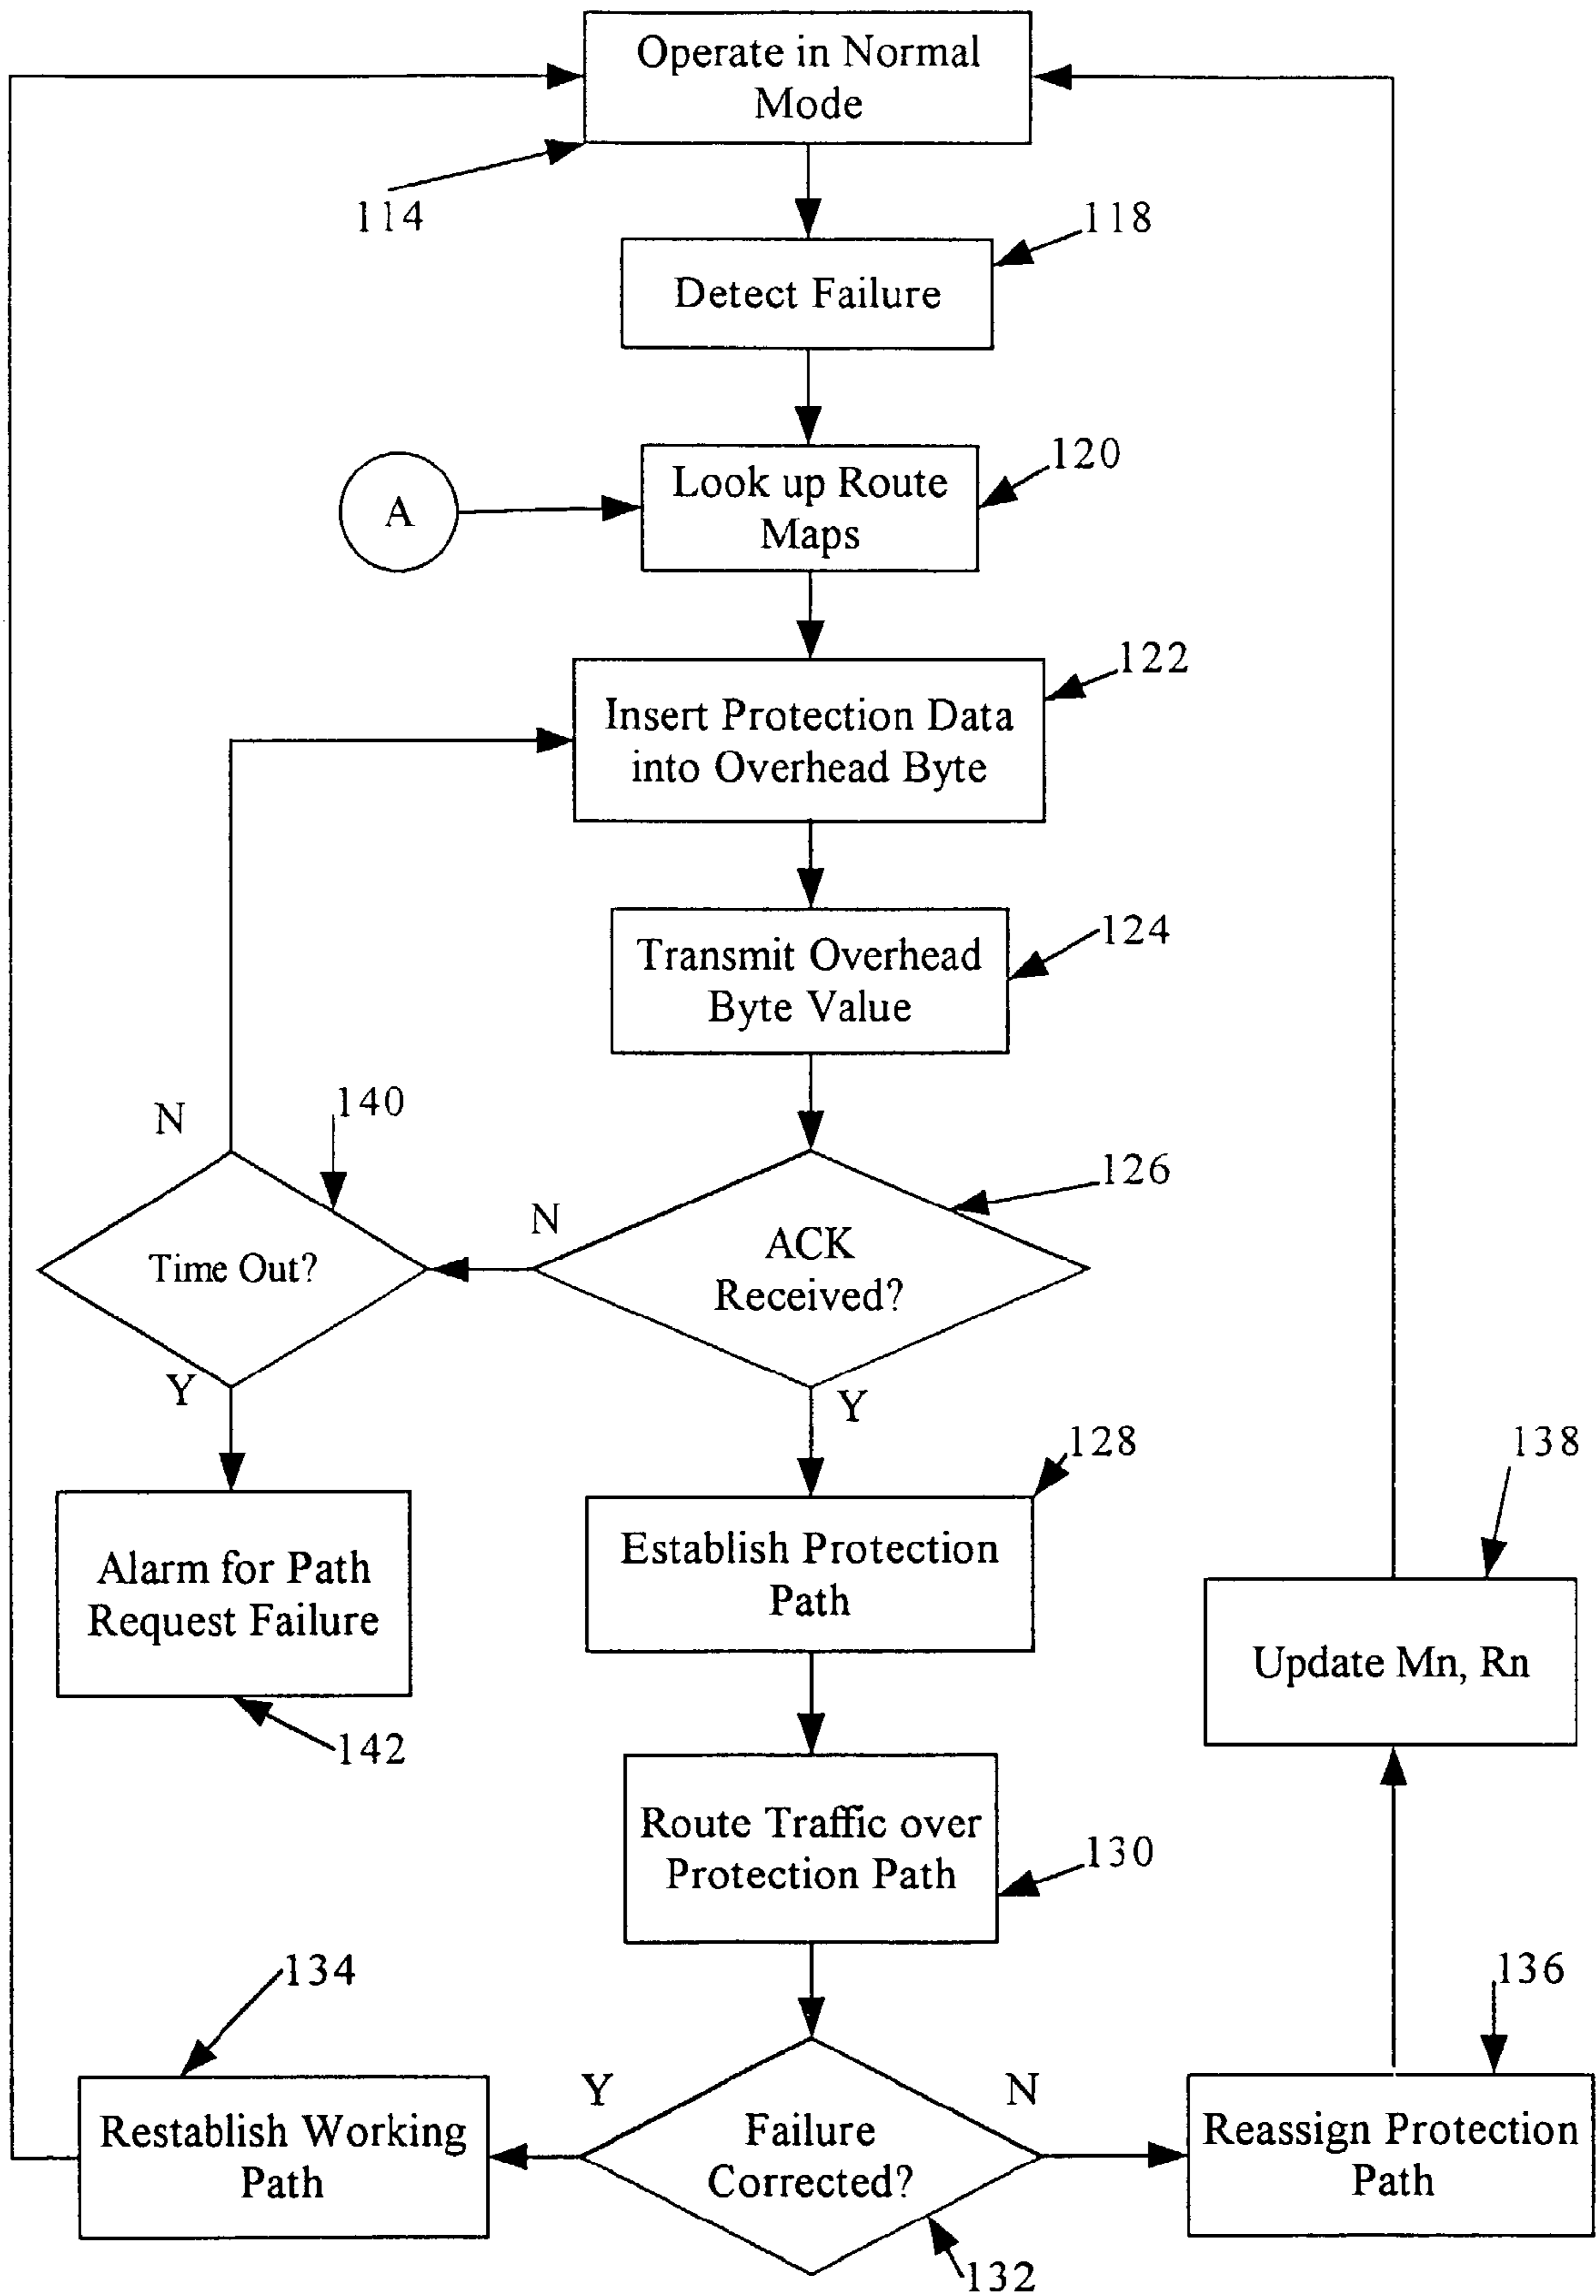 Operate in Normal
Mode
114
118
Detect Failure
120
A
Look up Route
Maps
122
Insert Protection Data
into Overhead Byte
124
Transmit Overhead
Byte Value
N
140
126
N
Time Out?
ACK
Received?
Y
Y
128
138
Alarm for Path
Request Failure
Establish Protection
Path
Update Mn, Rn
142
Route Traffic over
Protection Path
130
134
136
Y
N
Restablish Working
Path
Failure
Corrected?
Reassign Protection
Path
132